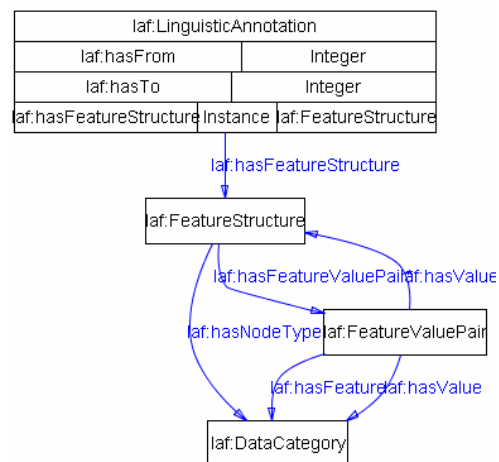 laf:LinguisticAnnotation
laf:hasFrom Integer
laf:hasTo Integer
laf:hasFeatureStructure Instance laf:FeatureStructure
laf:hasFeatureStructure
laf:FeatureStructure
laf:hasFeatureValuePair laf:hasValue
laf:hasNodeType laf:FeatureValuePair
laf:hasFeature laf:hasValue
laf:DataCategory